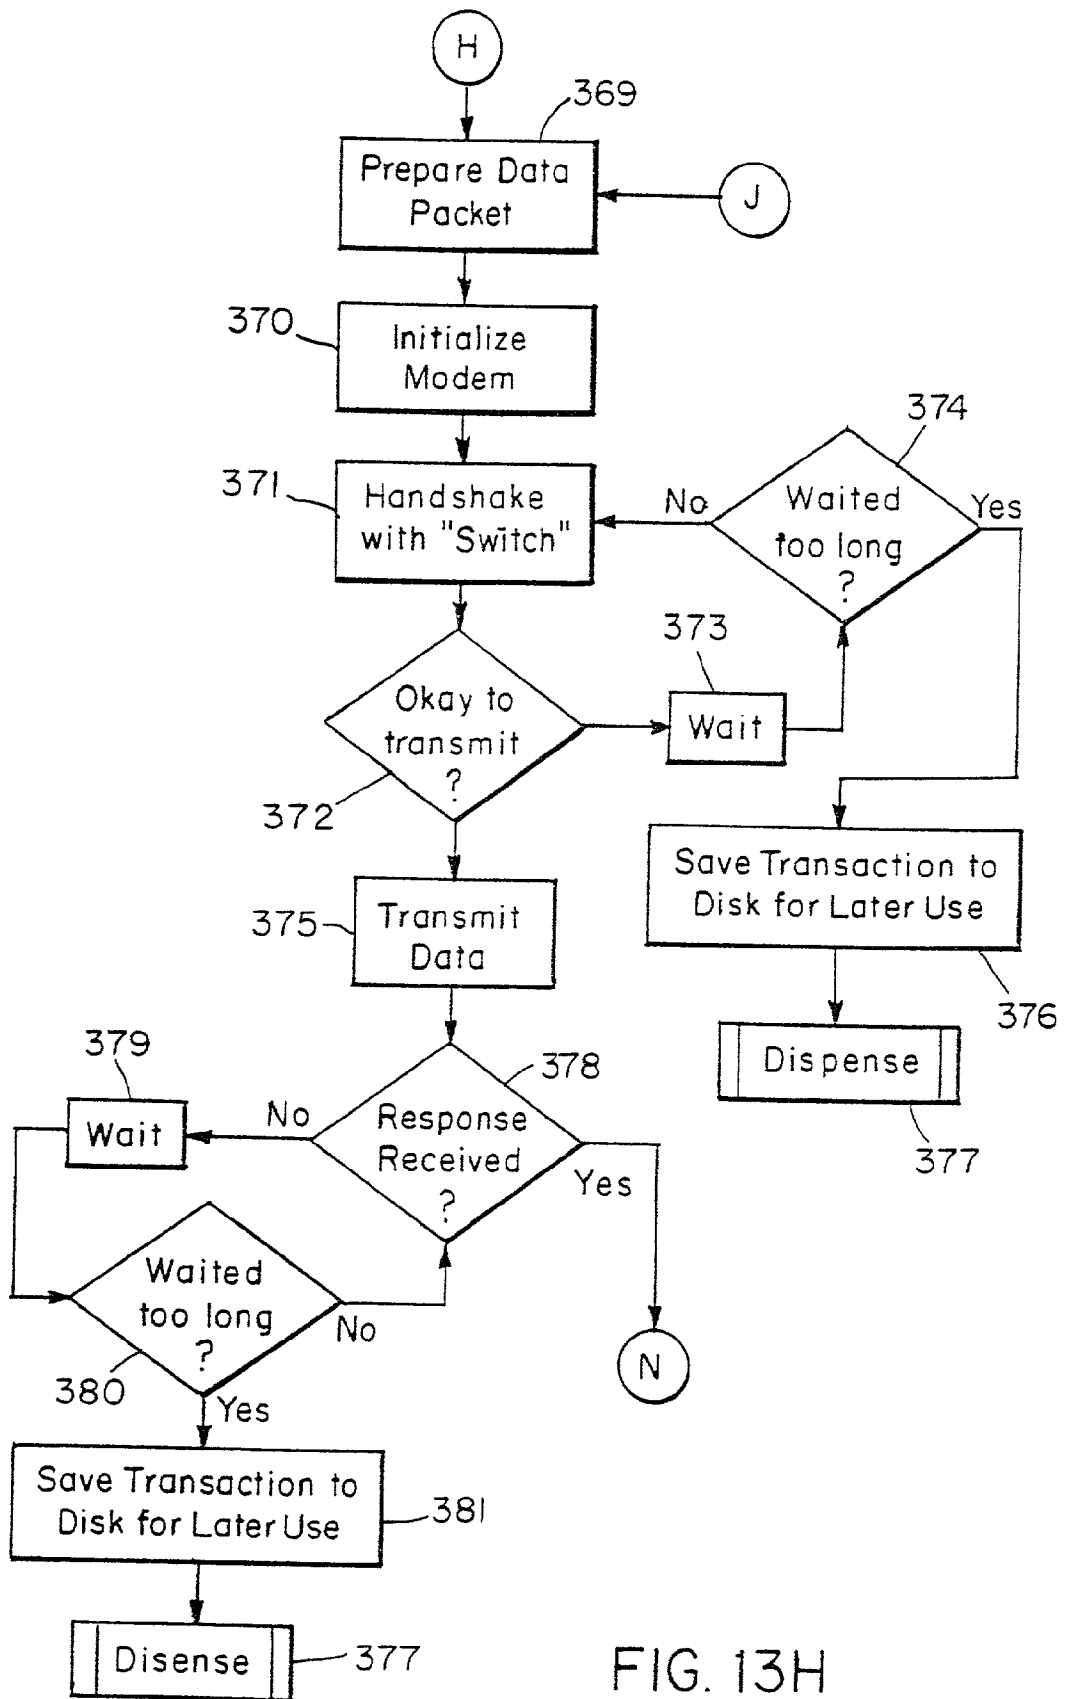 H
369
Prepare Data
Packet
J
370
Initialize
Modem
374
371
Handshake
with "Switch"
No
Waited
too long
?
Yes
373
Okay to
transmit
?
Wait
372
Save Transaction to
Disk for Later Use
375
Transmit
Data
376
379
378
Dispense
No
Response
Received
?
Wait
Yes
377
Waited
too long
?
No
N
380
Yes
Save Transaction to
Disk for Later Use
381
Disense
377
FIG. 13H